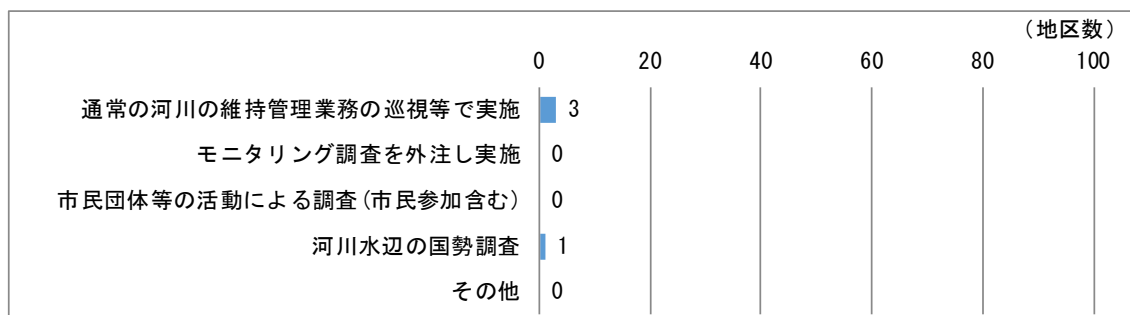 （地区数）
0 20 40 60 80 100
通常の河川の維持管理業務の巡視等で実施 3
モニタリング調査を外注し実施 0
市民団体等の活動による調査(市民参加含む) 0
河川水辺の国勢調査 1
その他 0